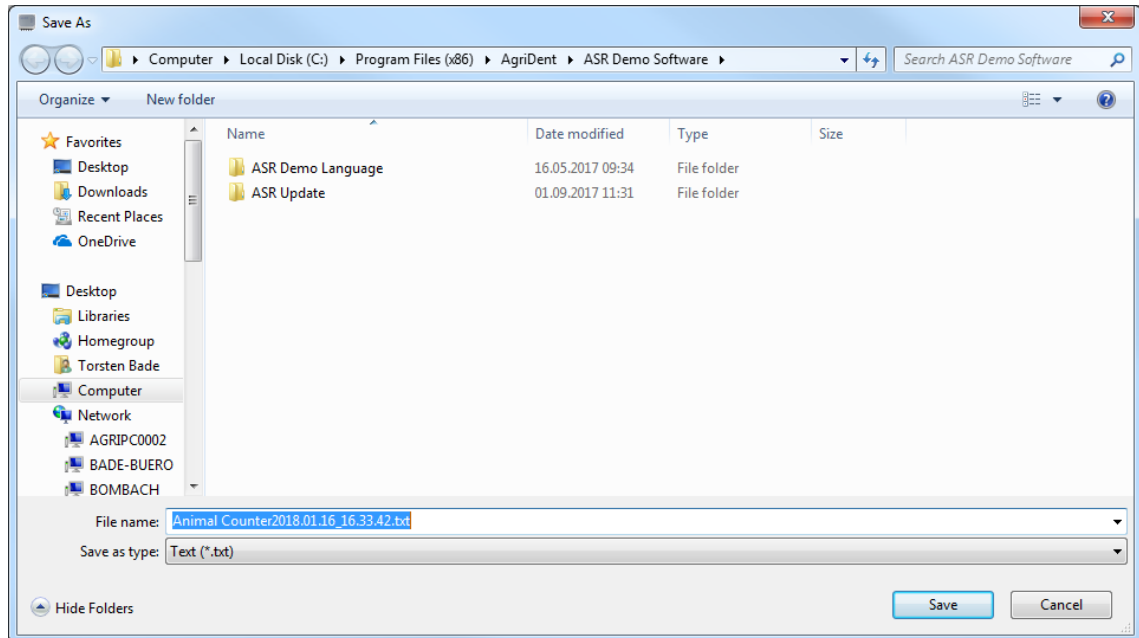 Save As
Computer Local Disk (C:) Program Files (x86) AgriDent ASR Demo Software Search ASR Demo Software
Organize New folder
Name Date modified Type Size
Favorites
Desktop
Downloads
Recent Places
OneDrive
Desktop
Libraries
Homegroup
Torsten Bade
Computer
Network
AGRIPC0002
BADE-BUERO
BOMBACH
ASR Demo Language 16.05.2017 09:34 File folder
ASR Update 01.09.2017 11:31 File folder
File name: Animal Counter2018.01.16_16.33.42.txt
Save as type: Text (*.txt)
Hide Folders Save Cancel